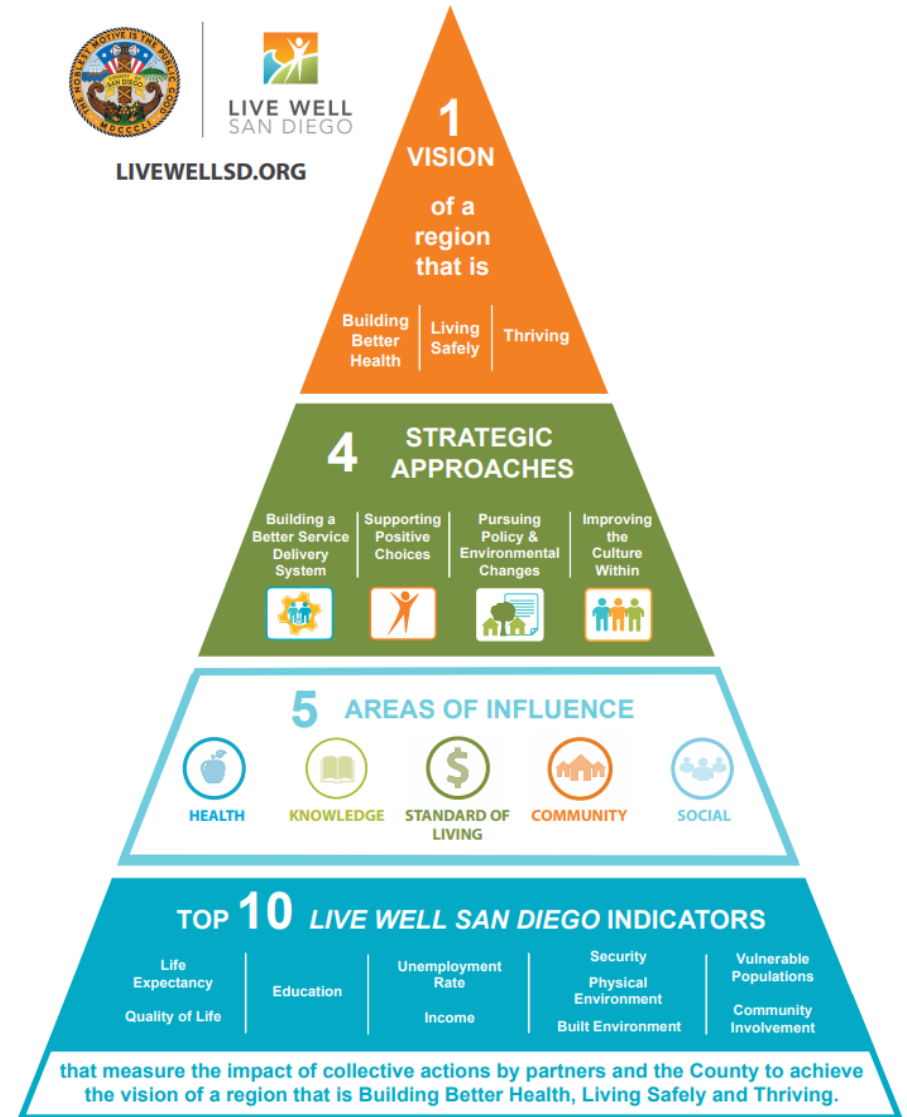 THE NOBLEST MOTIVE IS THE PUBLIC GOOD
COUNTY OF
SAN DIEGO
MDCCCLII
LIVE WELL
SAN DIEGO
LIVEWELLSD.ORG
1
VISION
of a
region
that is
Building
Better
Health
Living
Safely
Thriving
4
STRATEGIC
APPROACHES
Building a
Better Service
Delivery
System
Supporting
Positive
Choices
Pursuing
Policy &
Environmental
Changes
Improving
the
Culture
Within
5 AREAS OF INFLUENCE
HEALTH
KNOWLEDGE
STANDARD OF
LIVING
COMMUNITY
SOCIAL
TOP 10 LIVE WELL SAN DIEGO INDICATORS
Life
Expectancy
Quality of Life
Education
Unemployment
Rate
Income
Security
Physical
Environment
Built Environment
Vulnerable
Populations
Community
Involvement
that measure the impact of collective actions by partners and the County to achieve
the vision of a region that is Building Better Health, Living Safely and Thriving.